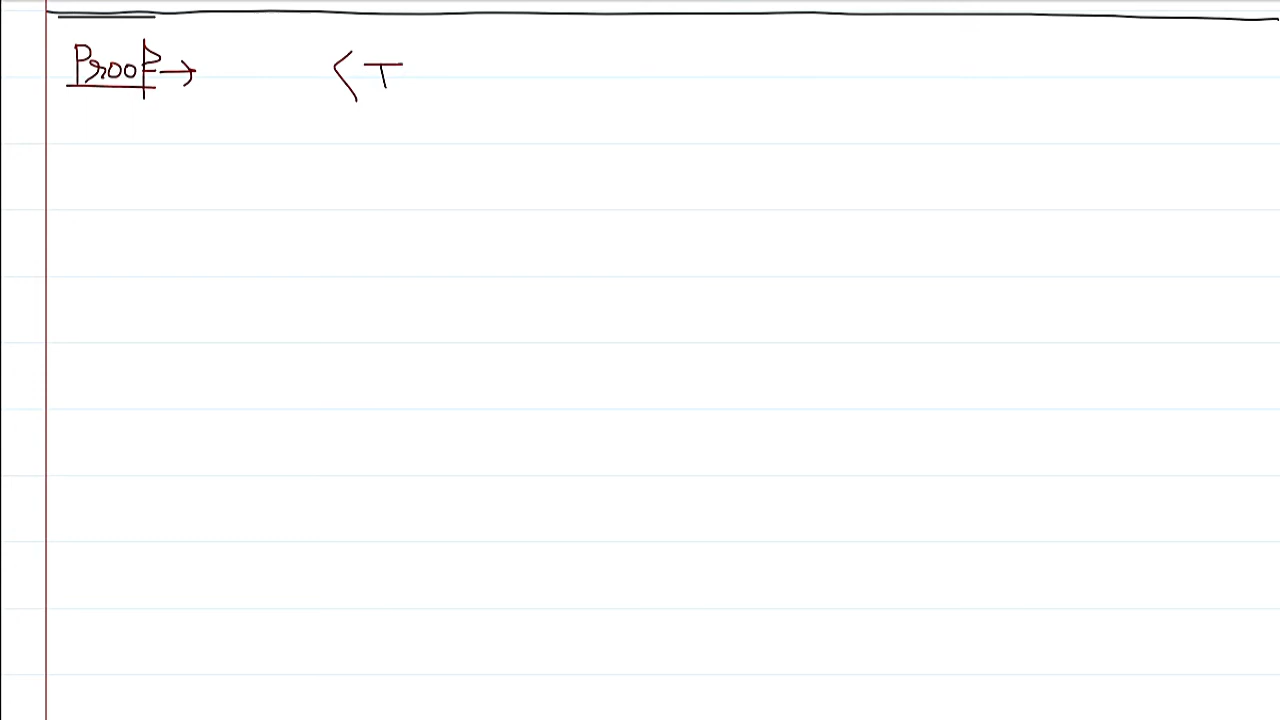 Proof → ⟨ T